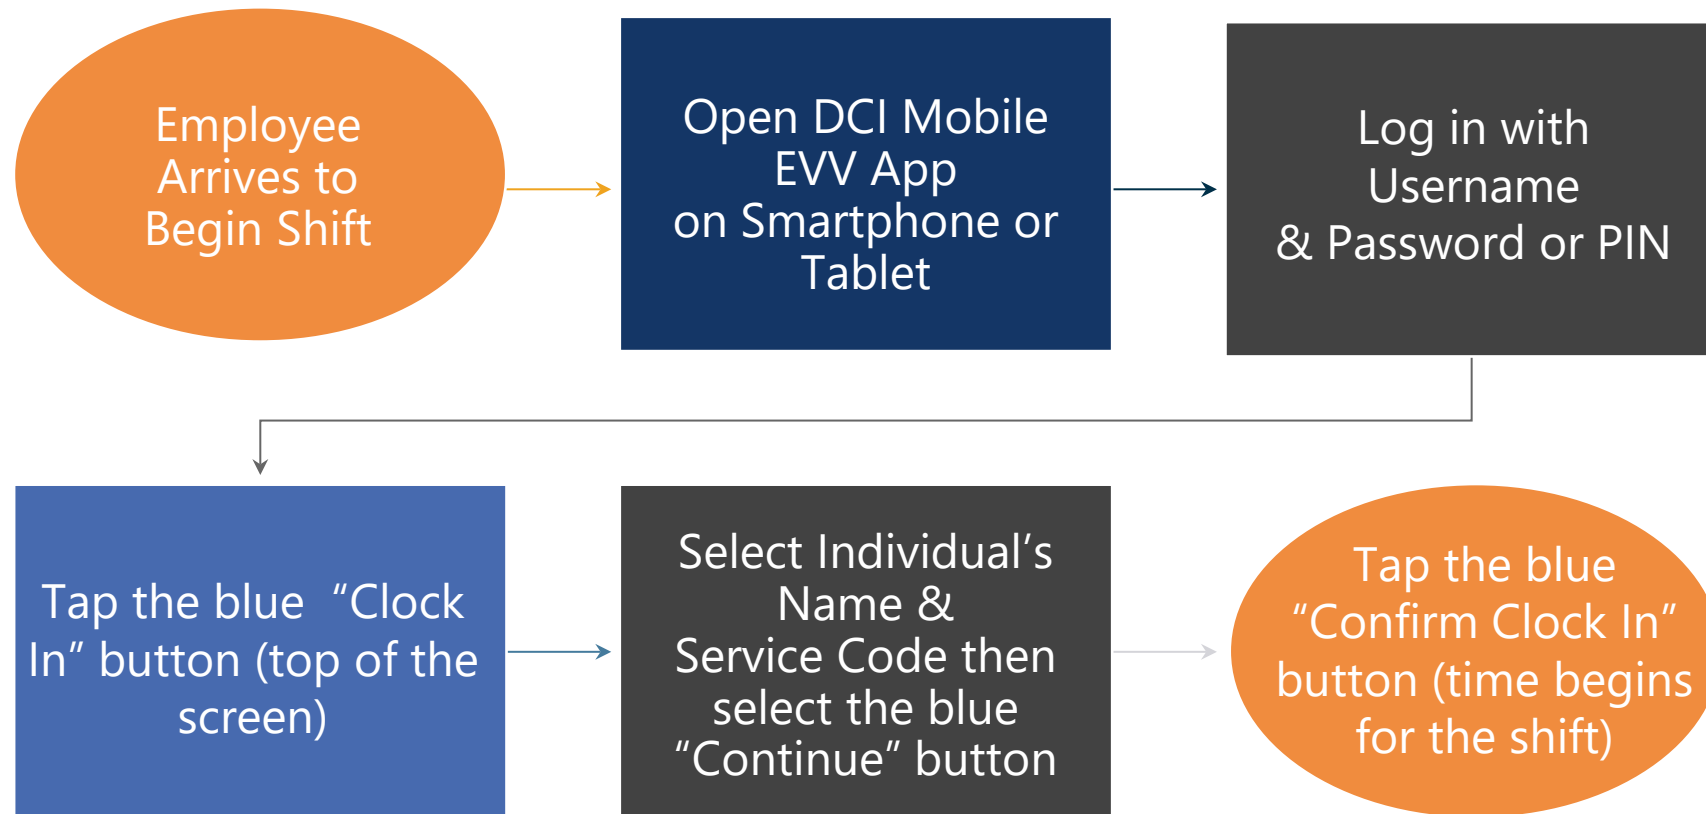 Employee
Arrives to
Begin Shift
Open DCI Mobile
EVV App
on Smartphone or
Tablet
Log in with
Username
& Password or PIN
Tap the blue “Clock
In” button (top of the
screen)
Select Individual’s
Name &
Service Code then
select the blue
“Continue” button
Tap the blue
“Confirm Clock In”
button (time begins
for the shift)